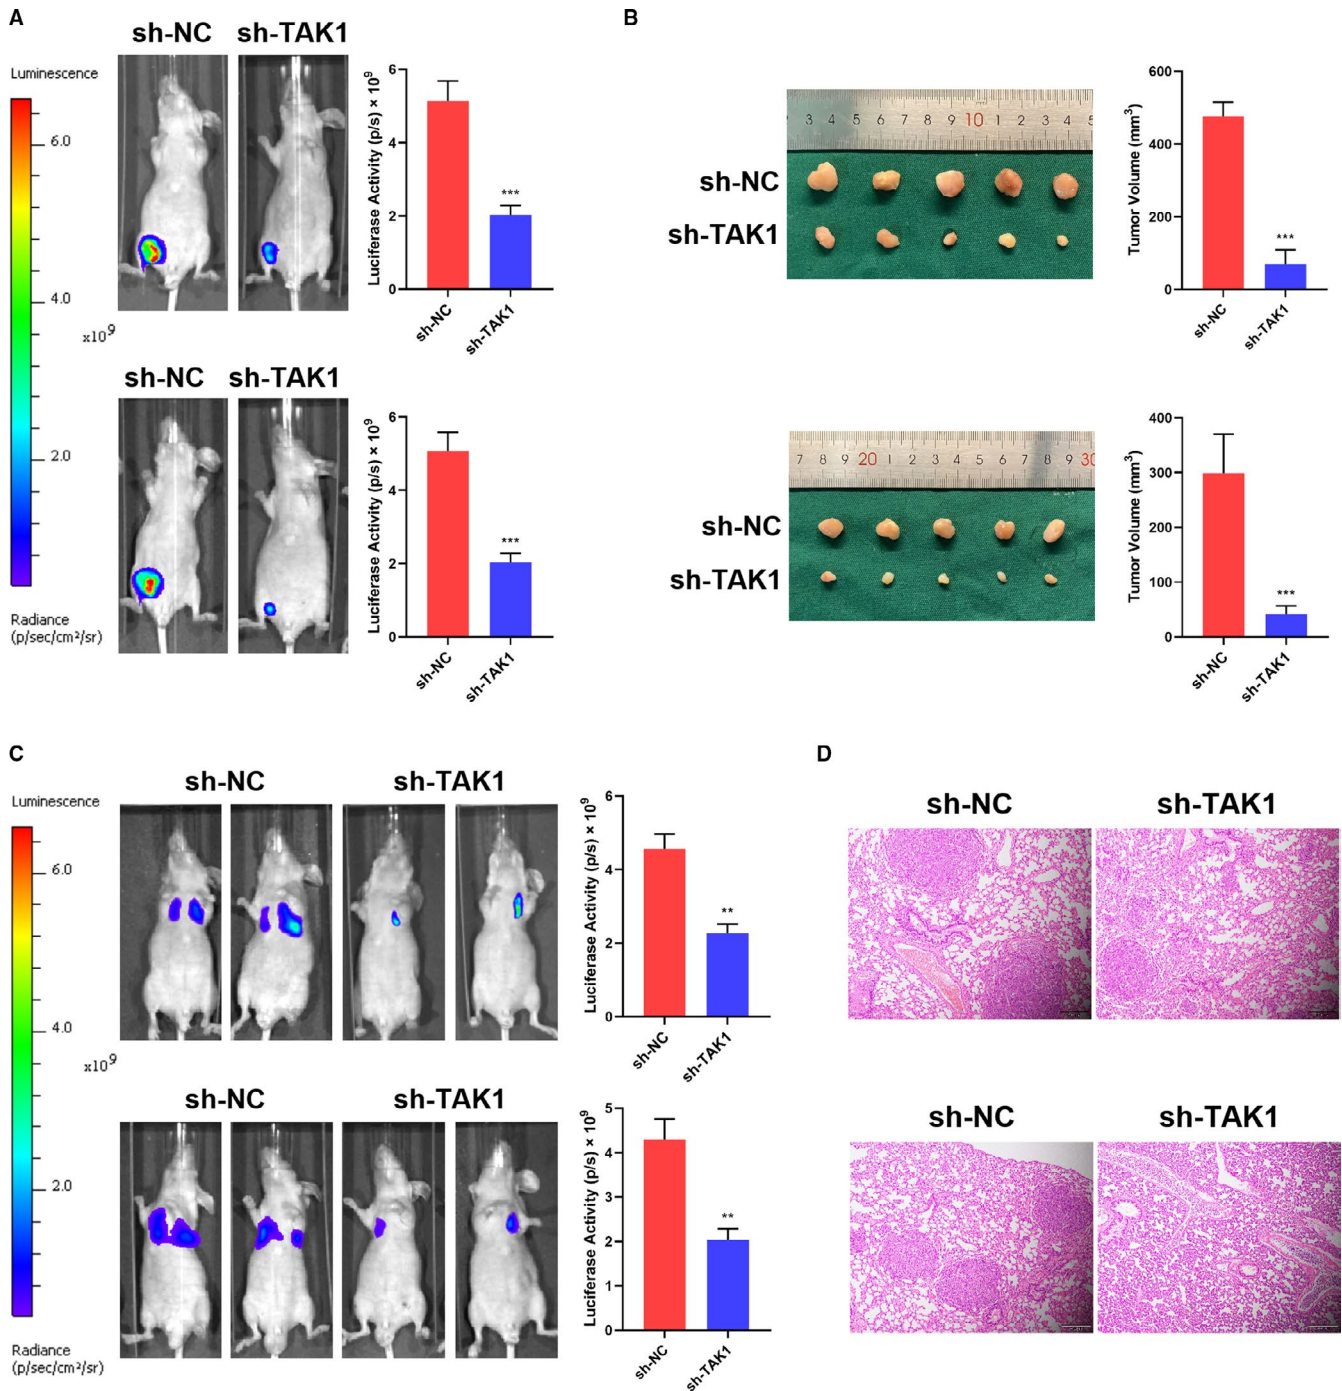 A
sh-NC sh-TAK1
Luminescence
6.0
4.0
x10⁹
2.0
Radiance
(p/sec/cm²/sr)
Luciferase Activity (p/s) × 10⁹
6
4
2
0
sh-NC
sh-TAK1
***
sh-NC sh-TAK1
Luciferase Activity (p/s) × 10⁹
6
4
2
0
sh-NC
sh-TAK1
***
B
3 4 5 6 7 8 9 10 1 2 3 4 5
sh-NC
sh-TAK1
Tumor Volume (mm³)
600
400
200
0
sh-NC
sh-TAK1
***
7 8 9 20 1 2 3 4 5 6 7 8 9 30
sh-NC
sh-TAK1
Tumor Volume (mm³)
400
300
200
100
0
sh-NC
sh-TAK1
***
C
sh-NC sh-TAK1
Luminescence
6.0
4.0
x10⁹
2.0
Radiance
(p/sec/cm²/sr)
Luciferase Activity (p/s) × 10⁹
6
4
2
0
sh-NC
sh-TAK1
**
sh-NC sh-TAK1
Luciferase Activity (p/s) × 10⁹
5
4
3
2
1
0
sh-NC
sh-TAK1
**
D
sh-NC sh-TAK1
sh-NC sh-TAK1